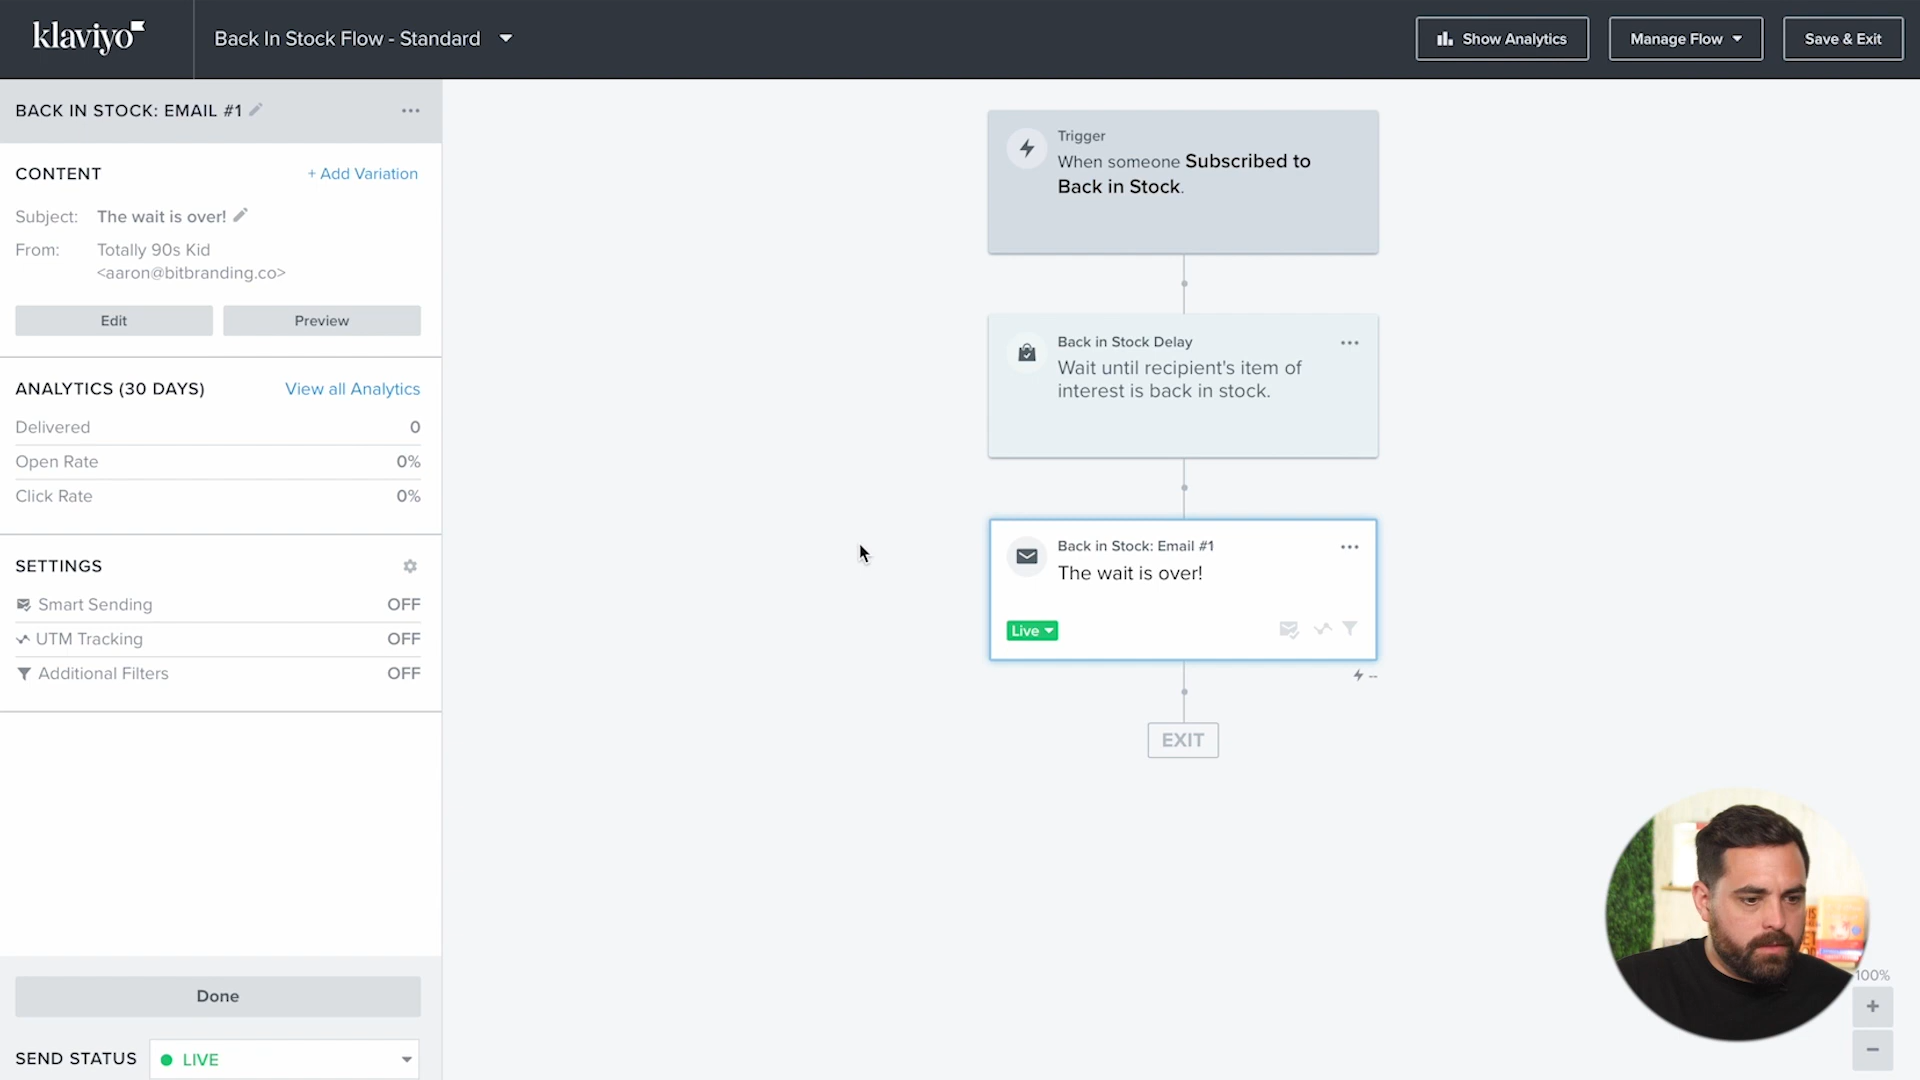 klaviyo
Back In Stock Flow - Standard
Show Analytics
Manage Flow
Save & Exit
BACK IN STOCK: EMAIL #1
CONTENT
+ Add Variation
Subject: The wait is over!
From: Totally 90s Kid
<aaron@bitbranding.co>
Edit
Preview
ANALYTICS (30 DAYS)
View all Analytics
Delivered 0
Open Rate 0%
Click Rate 0%
SETTINGS
Smart Sending OFF
UTM Tracking OFF
Additional Filters OFF
Done
SEND STATUS
LIVE
Trigger
When someone Subscribed to
Back in Stock.
Back in Stock Delay
Wait until recipient's item of
interest is back in stock.
Back in Stock: Email #1
The wait is over!
Live
--
EXIT
100%
+
−